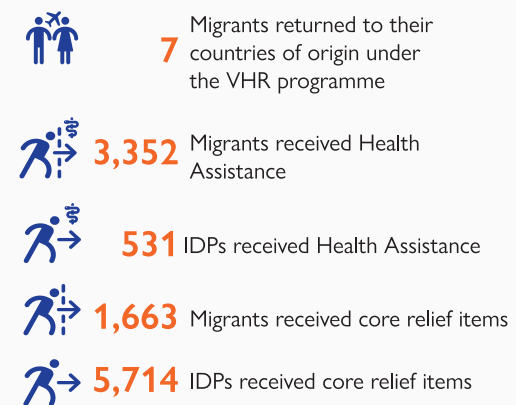 Migrants returned to their
7 countries of origin under
the VHR programme
3,352 Migrants received Health
Assistance
531 IDPs received Health Assistance
1,663 Migrants received core relief items
5,714 IDPs received core relief items